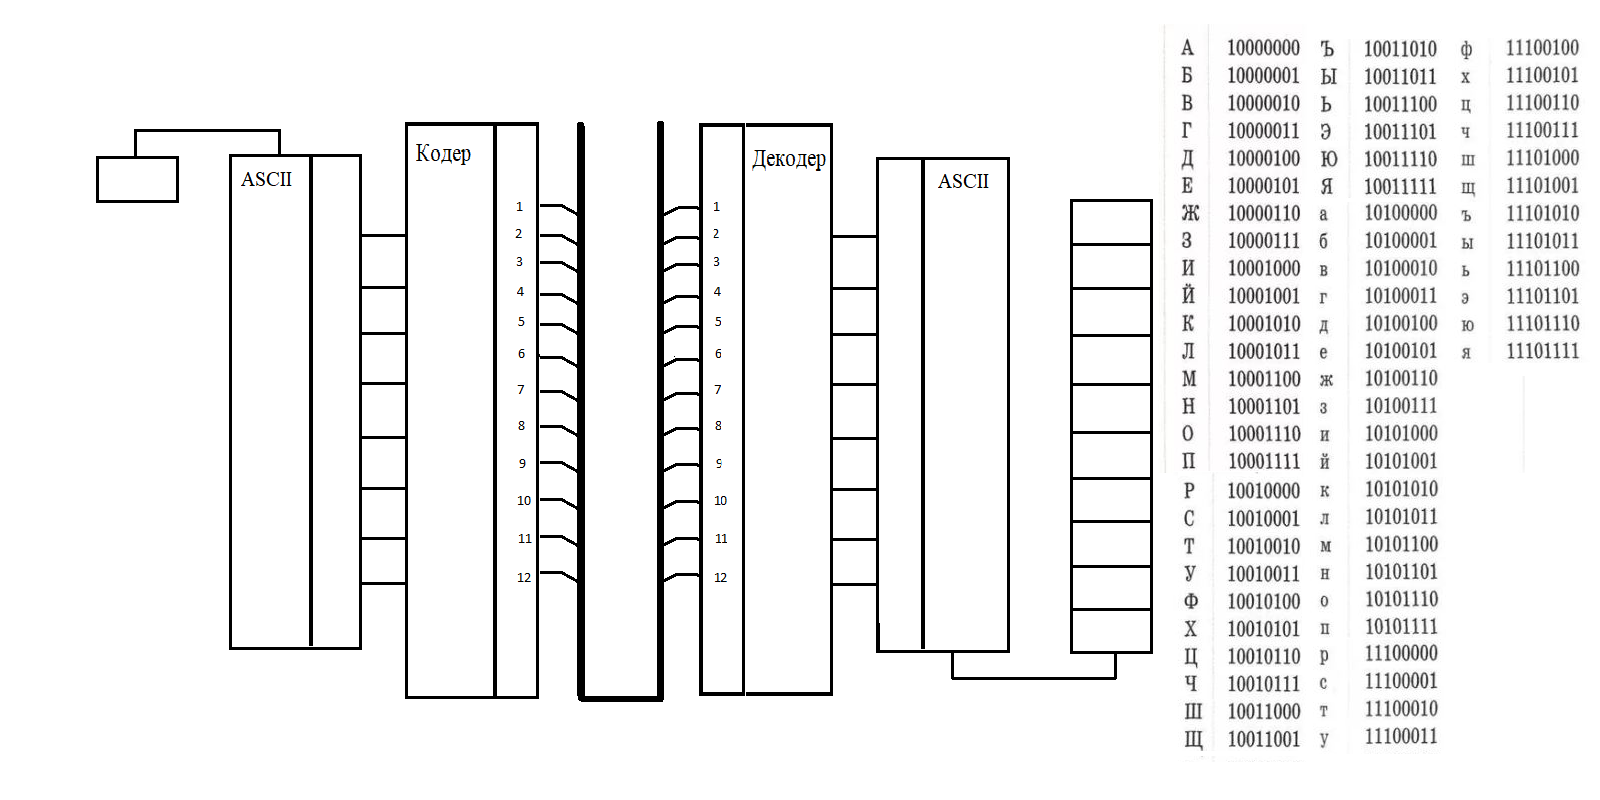 ASCII
Кодер
1
2
3
4
5
6
7
8
9
10
11
12
Декодер
1
2
3
4
5
6
7
8
9
10
11
12
ASCII
А 10000000 Ъ 10011010 ф 11100100
Б 10000001 Ы 10011011 х 11100101
В 10000010 Ь 10011100 ц 11100110
Г 10000011 Э 10011101 ч 11100111
Д 10000100 Ю 10011110 ш 11101000
Е 10000101 Я 10011111 щ 11101001
Ж 10000110 а 10100000 ъ 11101010
З 10000111 б 10100001 ы 11101011
И 10001000 в 10100010 ь 11101100
Й 10001001 г 10100011 э 11101101
К 10001010 д 10100100 ю 11101110
Л 10001011 е 10100101 я 11101111
М 10001100 ж 10100110
Н 10001101 з 10100111
О 10001110 и 10101000
П 10001111 й 10101001
Р 10010000 к 10101010
С 10010001 л 10101011
Т 10010010 м 10101100
У 10010011 н 10101101
Ф 10010100 о 10101110
Х 10010101 п 10101111
Ц 10010110 р 11100000
Ч 10010111 с 11100001
Ш 10011000 т 11100010
Щ 10011001 у 11100011